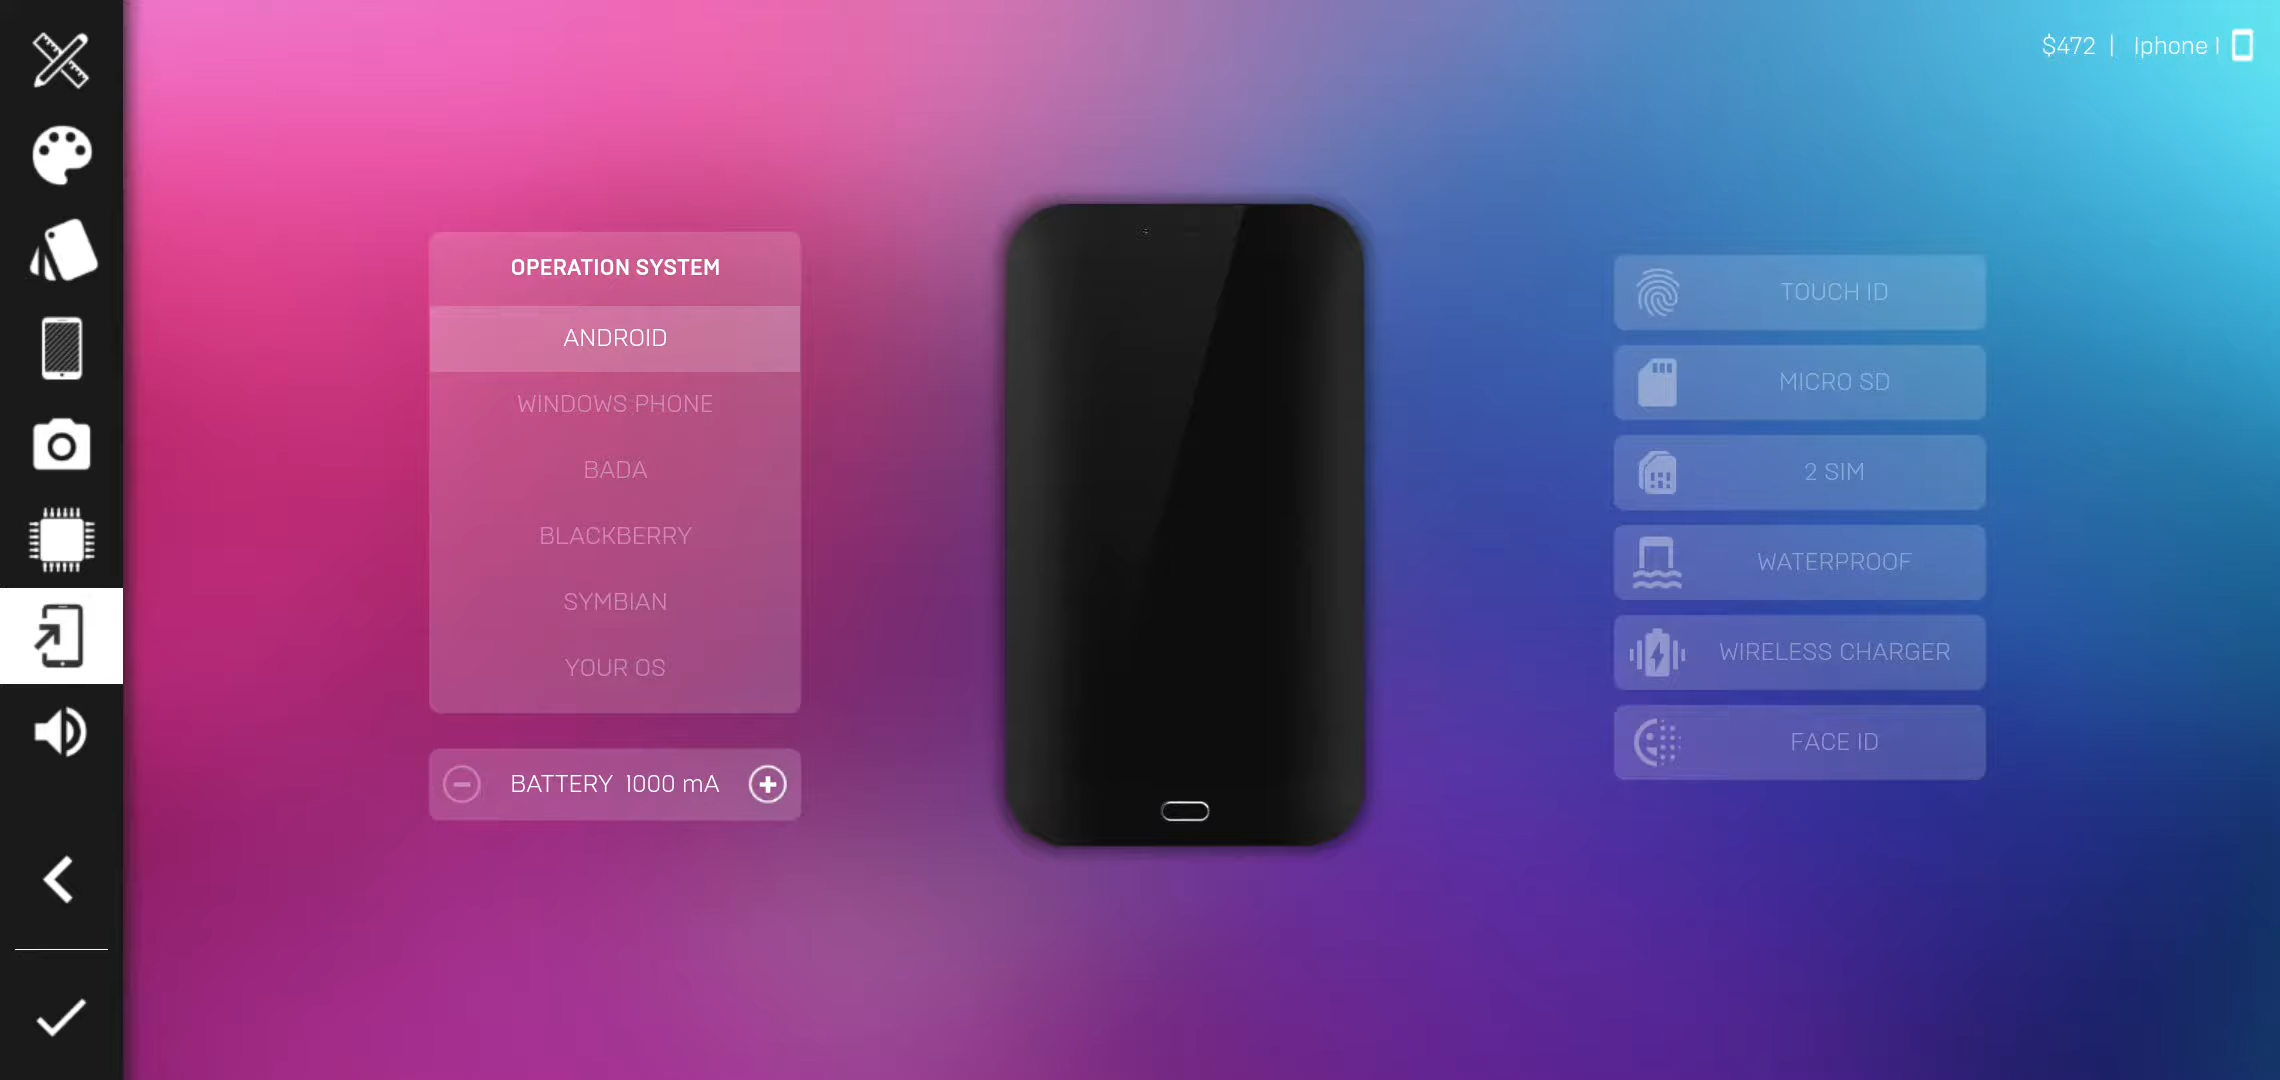 $472 | Iphone 1
OPERATION SYSTEM
ANDROID
WINDOWS PHONE
BADA
BLACKBERRY
SYMBIAN
YOUR OS
BATTERY 1000 mA
TOUCH ID
MICRO SD
2 SIM
WATERPROOF
WIRELESS CHARGER
FACE ID